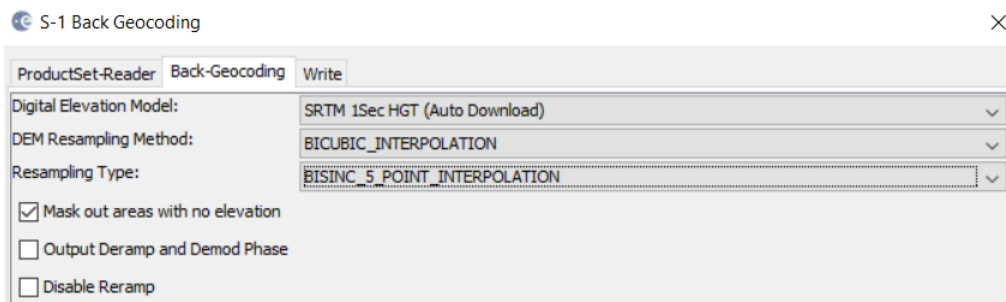 S-1 Back Geocoding
ProductSet-Reader Back-Geocoding Write
Digital Elevation Model: SRTM 1Sec HGT (Auto Download)
DEM Resampling Method: BICUBIC_INTERPOLATION
Resampling Type: BISINC_5_POINT_INTERPOLATION
Mask out areas with no elevation
Output Deramp and Demod Phase
Disable Reramp